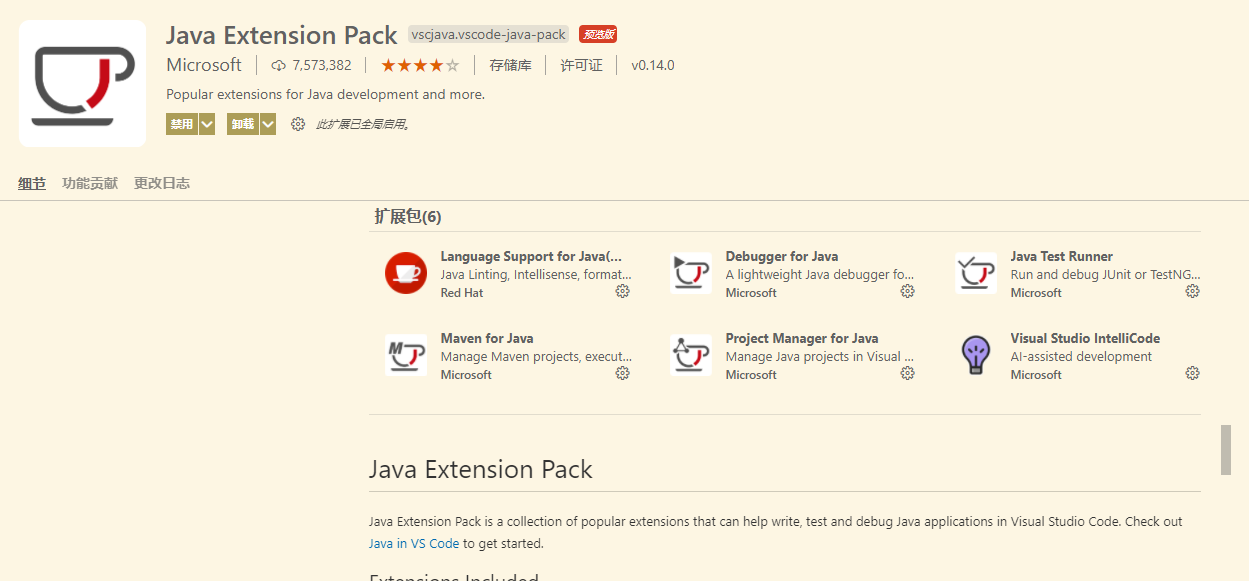 Java Extension Pack vscjava.vscode-java-pack 预览版
Microsoft 7,573,382 存储库 许可证 v0.14.0
Popular extensions for Java development and more.
禁用 卸载 此扩展已全局启用。
细节 功能贡献 更改日志
扩展包(6)
Language Support for Java(...
Java Linting, Intellisense, format...
Red Hat
Debugger for Java
A lightweight Java debugger fo...
Microsoft
Java Test Runner
Run and debug JUnit or TestNG...
Microsoft
M
Maven for Java
Manage Maven projects, execut...
Microsoft
Project Manager for Java
Manage Java projects in Visual ...
Microsoft
Visual Studio IntelliCode
AI-assisted development
Microsoft
Java Extension Pack
Java Extension Pack is a collection of popular extensions that can help write, test and debug Java applications in Visual Studio Code. Check out
Java in VS Code to get started.
Extensions Included